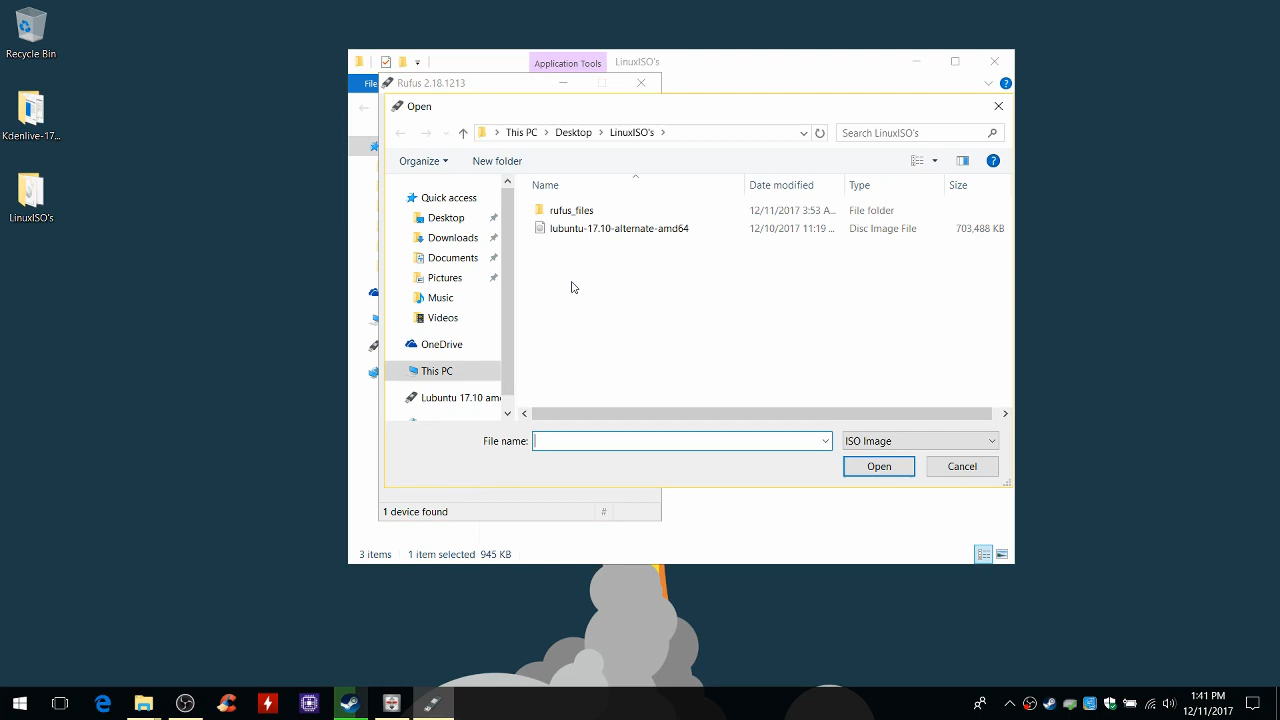 Recycle Bin
Kdenlive-17...
LinuxISO's
Application Tools
LinuxISO's
File
Rufus 2.18.1213
Open
This PC
Desktop
LinuxISO's
Search LinuxISO's
Organize
New folder
Name
Date modified
Type
Size
rufus_files
12/11/2017 3:53 A...
File folder
lubuntu-17.10-alternate-amd64
12/10/2017 11:19 ...
Disc Image File
703,488 KB
Quick access
Desktop
Downloads
Documents
Pictures
Music
Videos
OneDrive
This PC
Lubuntu 17.10 am
File name:
ISO Image
Open
Cancel
1 device found
#
3 items
1 item selected 945 KB
1:41 PM
12/11/2017